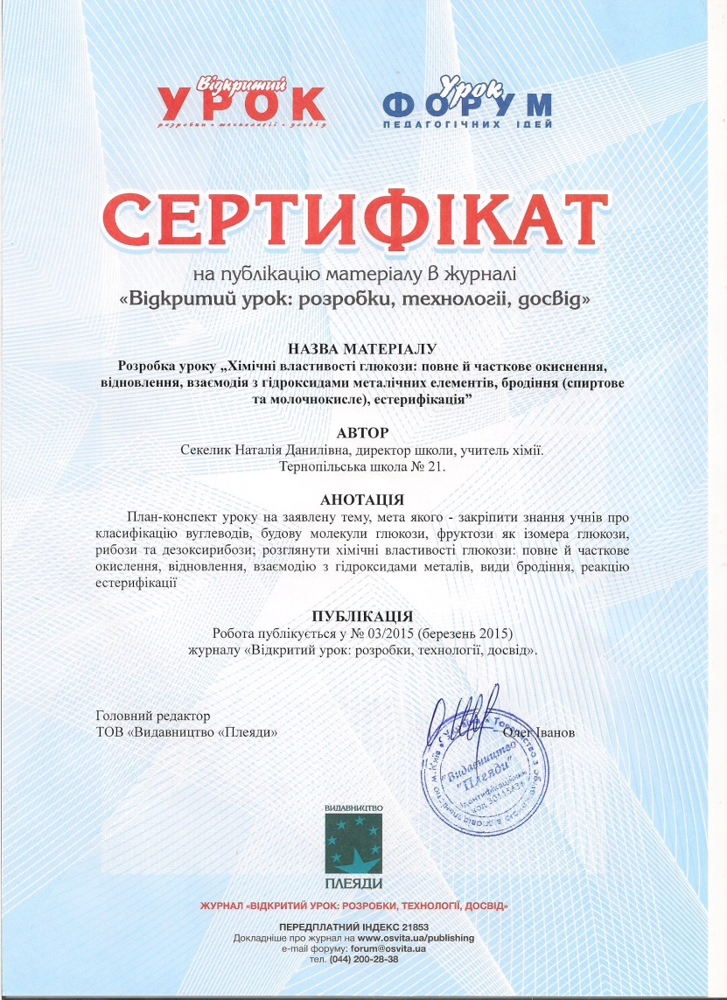 Відкритий
УРОК
розробки • технології • досвід
Урок
ФОРУМ
ПЕДАГОГІЧНИХ ІДЕЙ
СЕРТИФІКАТ
на публікацію матеріалу в журналі
«Відкритий урок: розробки, технології, досвід»
НАЗВА МАТЕРІАЛУ
Розробка уроку „Хімічні властивості глюкози: повне й часткове окиснення,
відновлення, взаємодія з гідроксидами металічних елементів, бродіння (спиртове
та молочнокисле), естерифікація”
АВТОР
Секелик Наталія Данилівна, директор школи, учитель хімії.
Тернопільська школа № 21.
АНОТАЦІЯ
План-конспект уроку на заявлену тему, мета якого - закріпити знання учнів про
класифікацію вуглеводів, будову молекули глюкози, фруктози як ізомера глюкози,
рибози та дезоксирибози; розглянути хімічні властивості глюкози: повне й часткове
окислення, відновлення, взаємодію з гідроксидами металів, види бродіння, реакцію
естерифікації
ПУБЛІКАЦІЯ
Робота публікується у № 03/2015 (березень 2015)
журналу «Відкритий урок: розробки, технології, досвід».
Головний редактор
ТОВ «Видавництво «Плеяди»
Олег Іванов
м.Київ * Україна * Товариство з обмеженою відповідальністю
"Видавництво
"Плеяди"
Ідентифікаційний
код
ВИДАВНИЦТВО
ПЛЕЯДИ
ЖУРНАЛ «ВІДКРИТИЙ УРОК: РОЗРОБКИ, ТЕХНОЛОГІЇ, ДОСВІД»
ПЕРЕДПЛАТНИЙ ІНДЕКС 21853
Докладніше про журнал на www.osvita.ua/publishing
e-mail форуму: forum@osvita.ua
тел. (044) 200-28-38